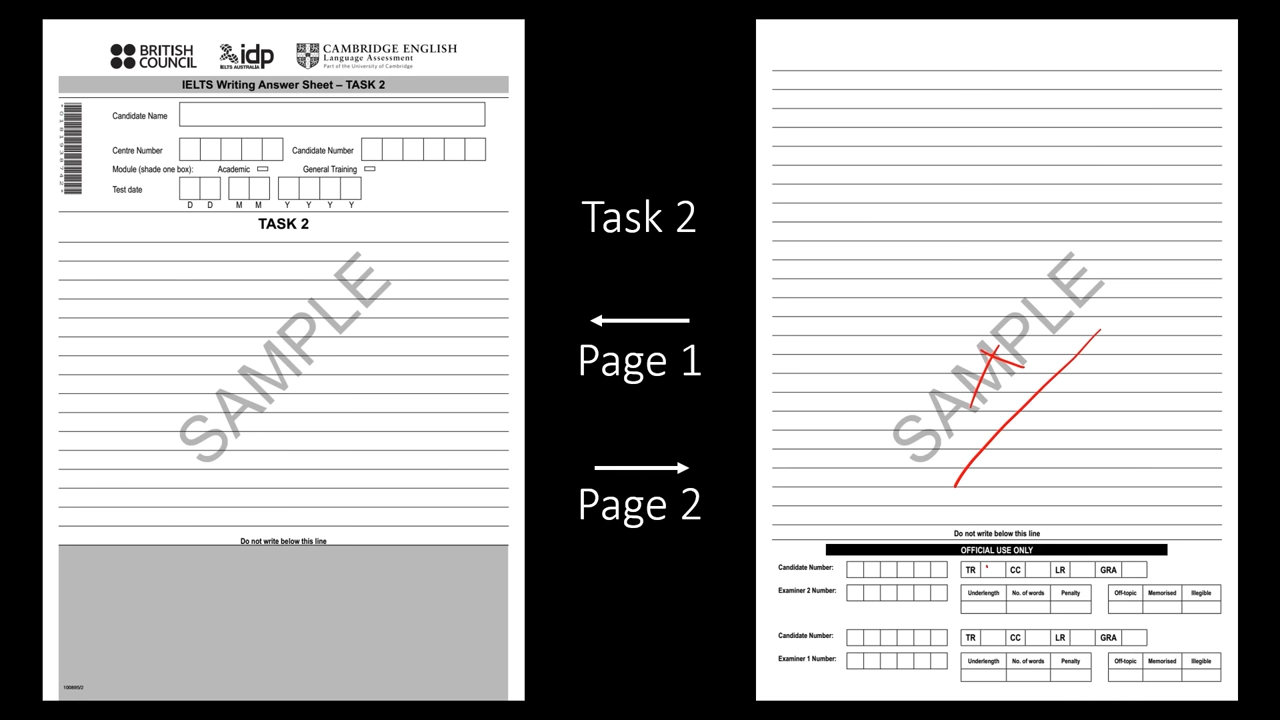 BRITISH
COUNCIL
idp
IELTS AUSTRALIA
CAMBRIDGE ENGLISH
Language Assessment
Part of the University of Cambridge
IELTS Writing Answer Sheet – TASK 2
Candidate Name
Centre Number
Candidate Number
Module (shade one box):
Academic
General Training
Test date
D D M M Y Y Y Y
TASK 2
SAMPLE
Do not write below this line
100895/2
Task 2
Page 1
Page 2
SAMPLE
Do not write below this line
OFFICIAL USE ONLY
Candidate Number:
TR CC LR GRA
Examiner 2 Number:
Underlength No. of words Penalty
Off-topic Memorised Illegible
Candidate Number:
TR CC LR GRA
Examiner 1 Number:
Underlength No. of words Penalty
Off-topic Memorised Illegible